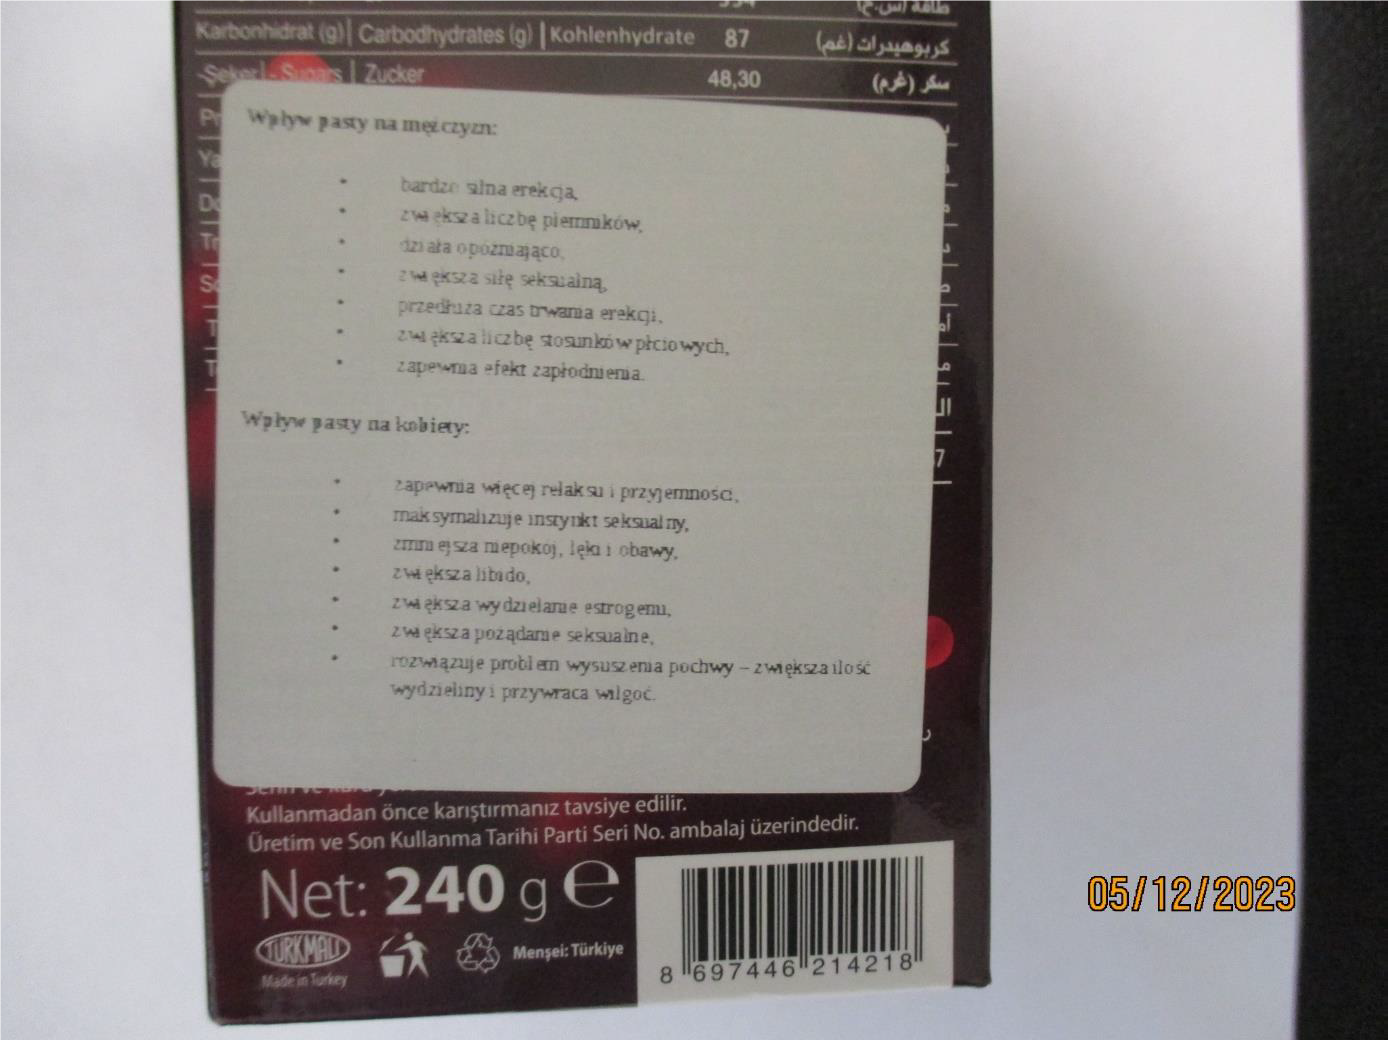 Karbonhidrat (g) | Carbodhydrates (g) | Kohlenhydrate 87 كربوهيدرات (غم)
-Şeker | - Sugars | Zucker 48,30 سكر (غرم)
Wpływ pasty na mężczyzn:
• bardzo silna erekcja,
• zwiększa liczbę plemników,
• działa opóźniająco,
• zwiększa siłę seksualną,
• przedłuża czas trwania erekcji,
• zwiększa liczbę stosunków płciowych,
• zapewnia efekt zapłodnienia.
Wpływ pasty na kobiety:
• zapewnia więcej relaksu i przyjemności,
• maksymalizuje instynkt seksualny,
• zmniejsza niepokój, lęki i obawy,
• zwiększa libido,
• zwiększa wydzielanie estrogenu,
• zwiększa pożądanie seksualne,
• rozwiązuje problem wysuszenia pochwy – zwiększa ilość
wydzieliny i przywraca wilgoć.
Kullanmadan önce karıştırmanız tavsiye edilir.
Üretim ve Son Kullanma Tarihi Parti Seri No. ambalaj üzerindedir.
Net: 240 g e
TÜRK MALI
Made in Turkey
Menşei: Türkiye
8 697446 214218
05/12/2023